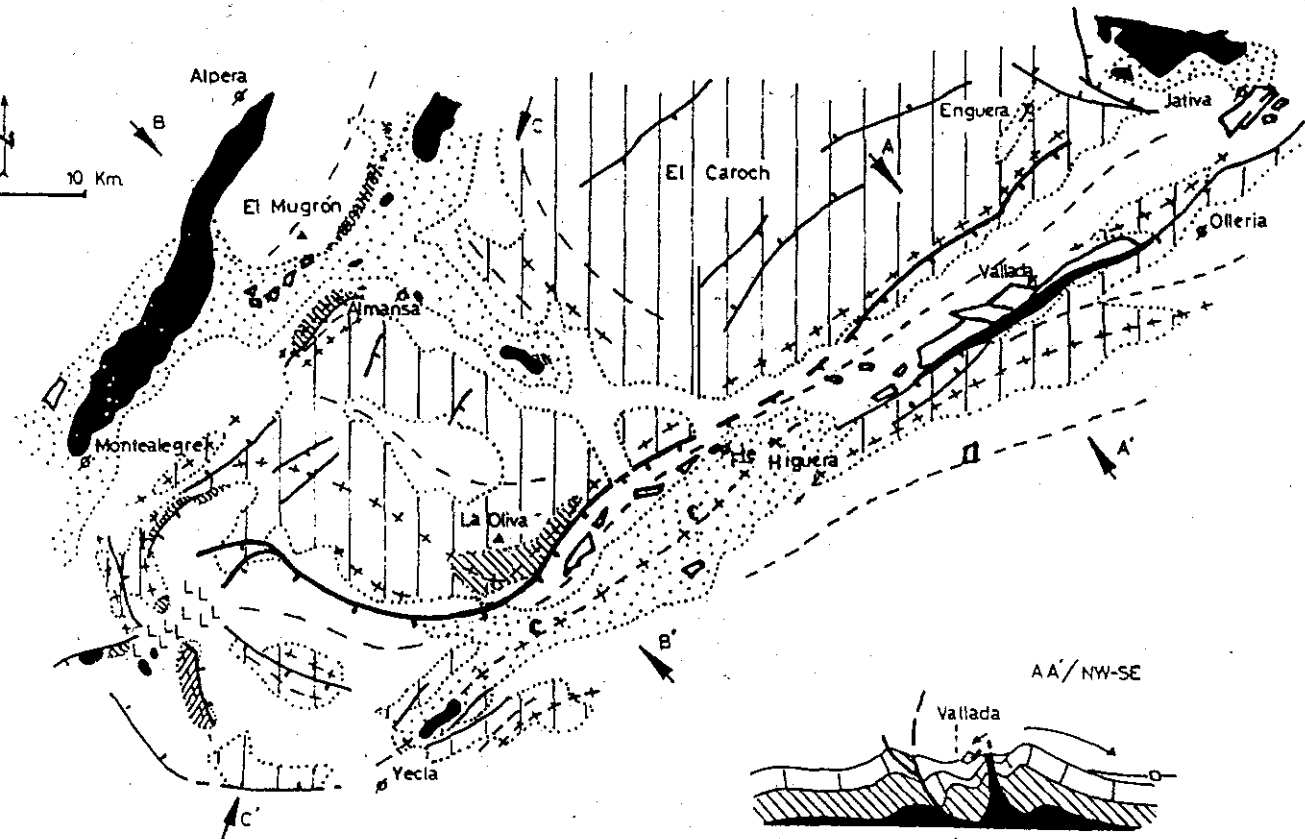 Alpera
B
C
10 Km.
Enguera
Jativa
A
El Caroch
El Mugrón
Olleria
Vallada
Almansa
Montealegre
Hte Higuera
A'
La Oliva
L L
L L L
L L L
L
B'
C
C
AA'/ NW-SE
Vallada
Yecla
C'